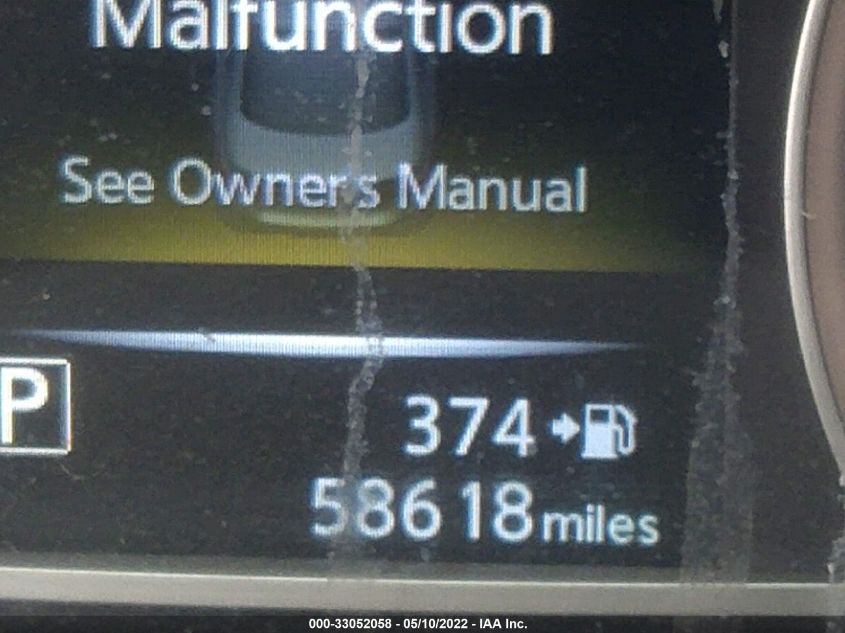 Malfunction
See Owner's Manual
P
374
58618 miles
000-33052058 - 05/10/2022 - IAA Inc.